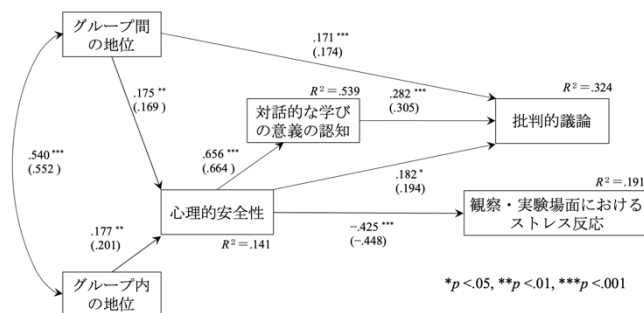 グループ間
の地位
.171 ***
(.174)
.175 **
(.169)
R² =.539
対話的な学び
の意義の認知
.282 ***
(.305)
R² =.324
批判的議論
.540 ***
(.552)
.656 ***
(.664)
.182 *
(.194)
心理的安全性
R² =.141
−.425 ***
(−.448)
R² =.191
観察・実験場面における
ストレス反応
.177 **
(.201)
グループ内
の地位
*p <.05, **p <.01, ***p <.001